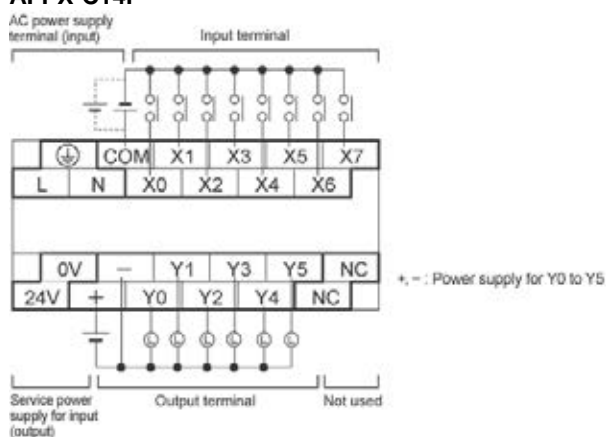 AC power supply
terminal (input)
Input terminal
COM X1 X3 X5 X7
L N X0 X2 X4 X6
0V − Y1 Y3 Y5 NC
24V + Y0 Y2 Y4 NC
+, − : Power supply for Y0 to Y5
L L L L L L
Service power
supply for input
(output)
Output terminal
Not used